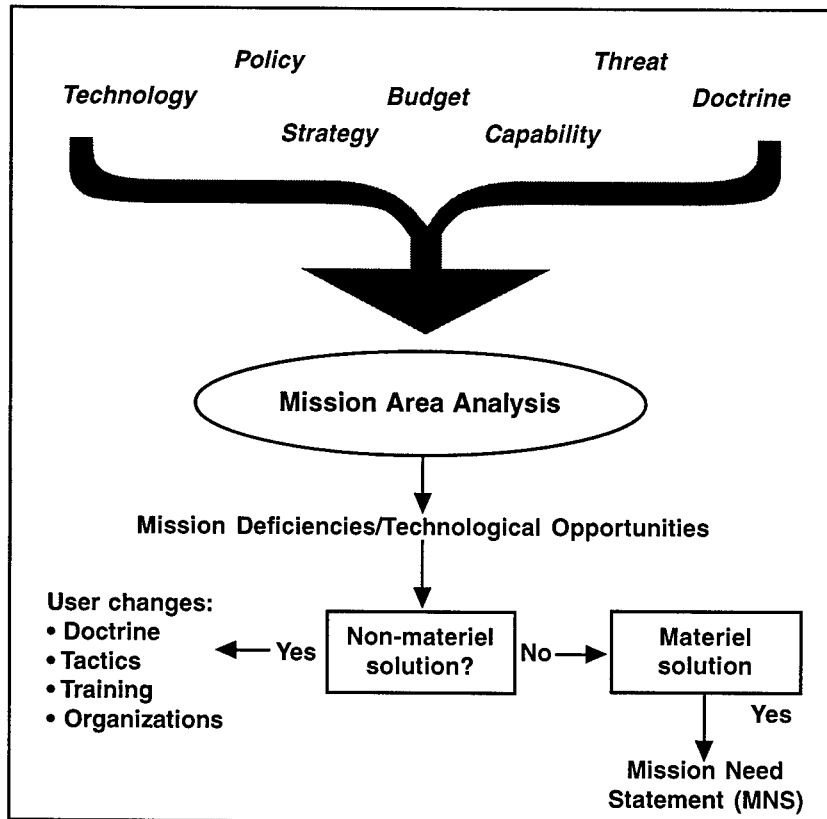 Policy
Threat
Technology
Budget
Doctrine
Strategy
Capability
Mission Area Analysis
Mission Deficiencies/Technological Opportunities
User changes:
• Doctrine
• Tactics
• Training
• Organizations
Yes
Non-materiel
solution?
No
Materiel
solution
Yes
Mission Need
Statement (MNS)